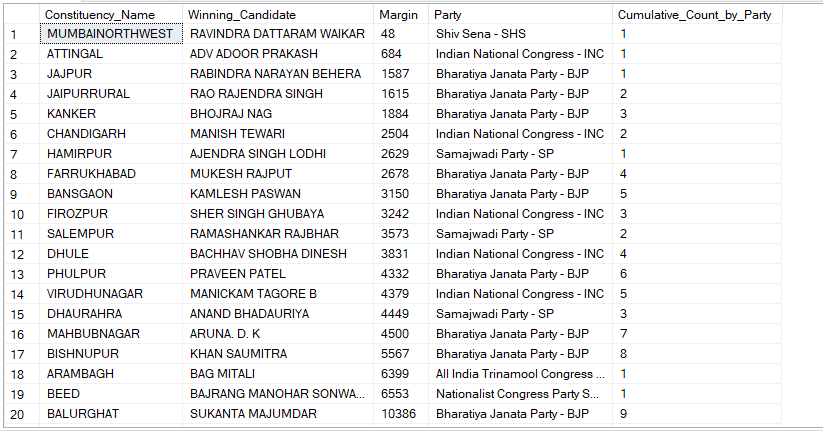 Constituency_Name Winning_Candidate Margin Party Cumulative_Count_by_Party
1 MUMBAINORTHWEST RAVINDRA DATTARAM WAIKAR 48 Shiv Sena - SHS 1
2 ATTINGAL ADV ADOOR PRAKASH 684 Indian National Congress - INC 1
3 JAJPUR RABINDRA NARAYAN BEHERA 1587 Bharatiya Janata Party - BJP 1
4 JAIPURRURAL RAO RAJENDRA SINGH 1615 Bharatiya Janata Party - BJP 2
5 KANKER BHOJRAJ NAG 1884 Bharatiya Janata Party - BJP 3
6 CHANDIGARH MANISH TEWARI 2504 Indian National Congress - INC 2
7 HAMIRPUR AJENDRA SINGH LODHI 2629 Samajwadi Party - SP 1
8 FARRUKHABAD MUKESH RAJPUT 2678 Bharatiya Janata Party - BJP 4
9 BANSGAON KAMLESH PASWAN 3150 Bharatiya Janata Party - BJP 5
10 FIROZPUR SHER SINGH GHUBAYA 3242 Indian National Congress - INC 3
11 SALEMPUR RAMASHANKAR RAJBHAR 3573 Samajwadi Party - SP 2
12 DHULE BACHHAV SHOBHA DINESH 3831 Indian National Congress - INC 4
13 PHULPUR PRAVEEN PATEL 4332 Bharatiya Janata Party - BJP 6
14 VIRUDHUNAGAR MANICKAM TAGORE B 4379 Indian National Congress - INC 5
15 DHAURAHRA ANAND BHADAURIYA 4449 Samajwadi Party - SP 3
16 MAHBUBNAGAR ARUNA. D. K 4500 Bharatiya Janata Party - BJP 7
17 BISHNUPUR KHAN SAUMITRA 5567 Bharatiya Janata Party - BJP 8
18 ARAMBAGH BAG MITALI 6399 All India Trinamool Congress ... 1
19 BEED BAJRANG MANOHAR SONWA... 6553 Nationalist Congress Party S... 1
20 BALURGHAT SUKANTA MAJUMDAR 10386 Bharatiya Janata Party - BJP 9